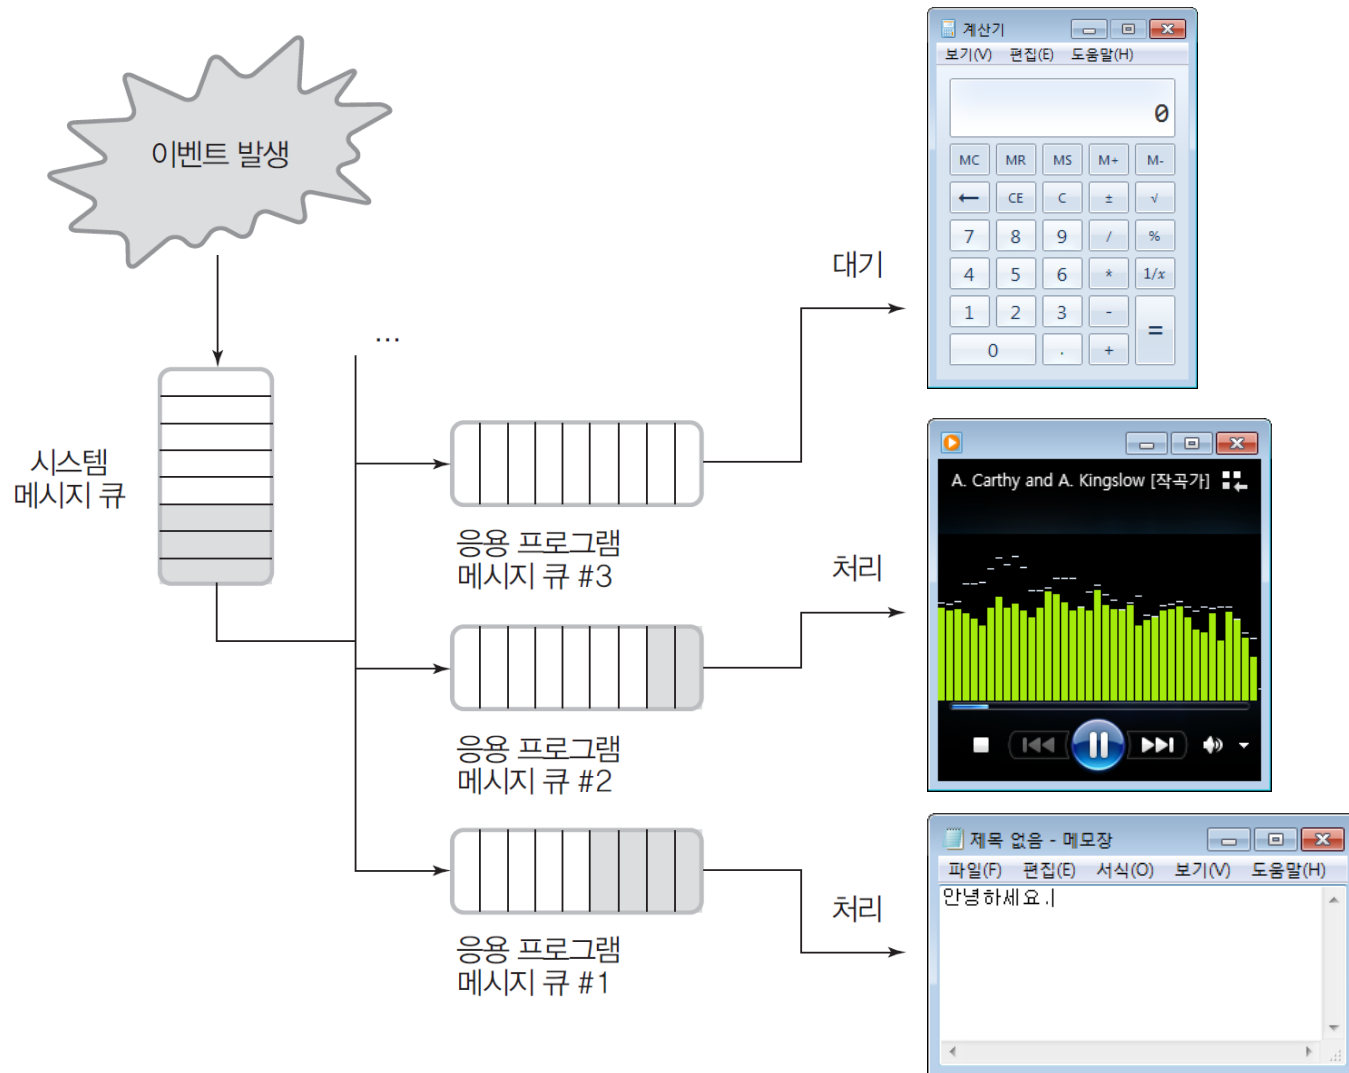 이벤트 발생
시스템
메시지 큐
...
응용 프로그램
메시지 큐 #3
응용 프로그램
메시지 큐 #2
응용 프로그램
메시지 큐 #1
대기
처리
처리
계산기
보기(V) 편집(E) 도움말(H)
0
MC MR MS M+ M-
← CE C ± √
7 8 9 / %
4 5 6 * 1/x
1 2 3 - =
0 . +
A. Carthy and A. Kingslow [작곡가]
제목 없음 - 메모장
파일(F) 편집(E) 서식(O) 보기(V) 도움말(H)
안녕하세요.